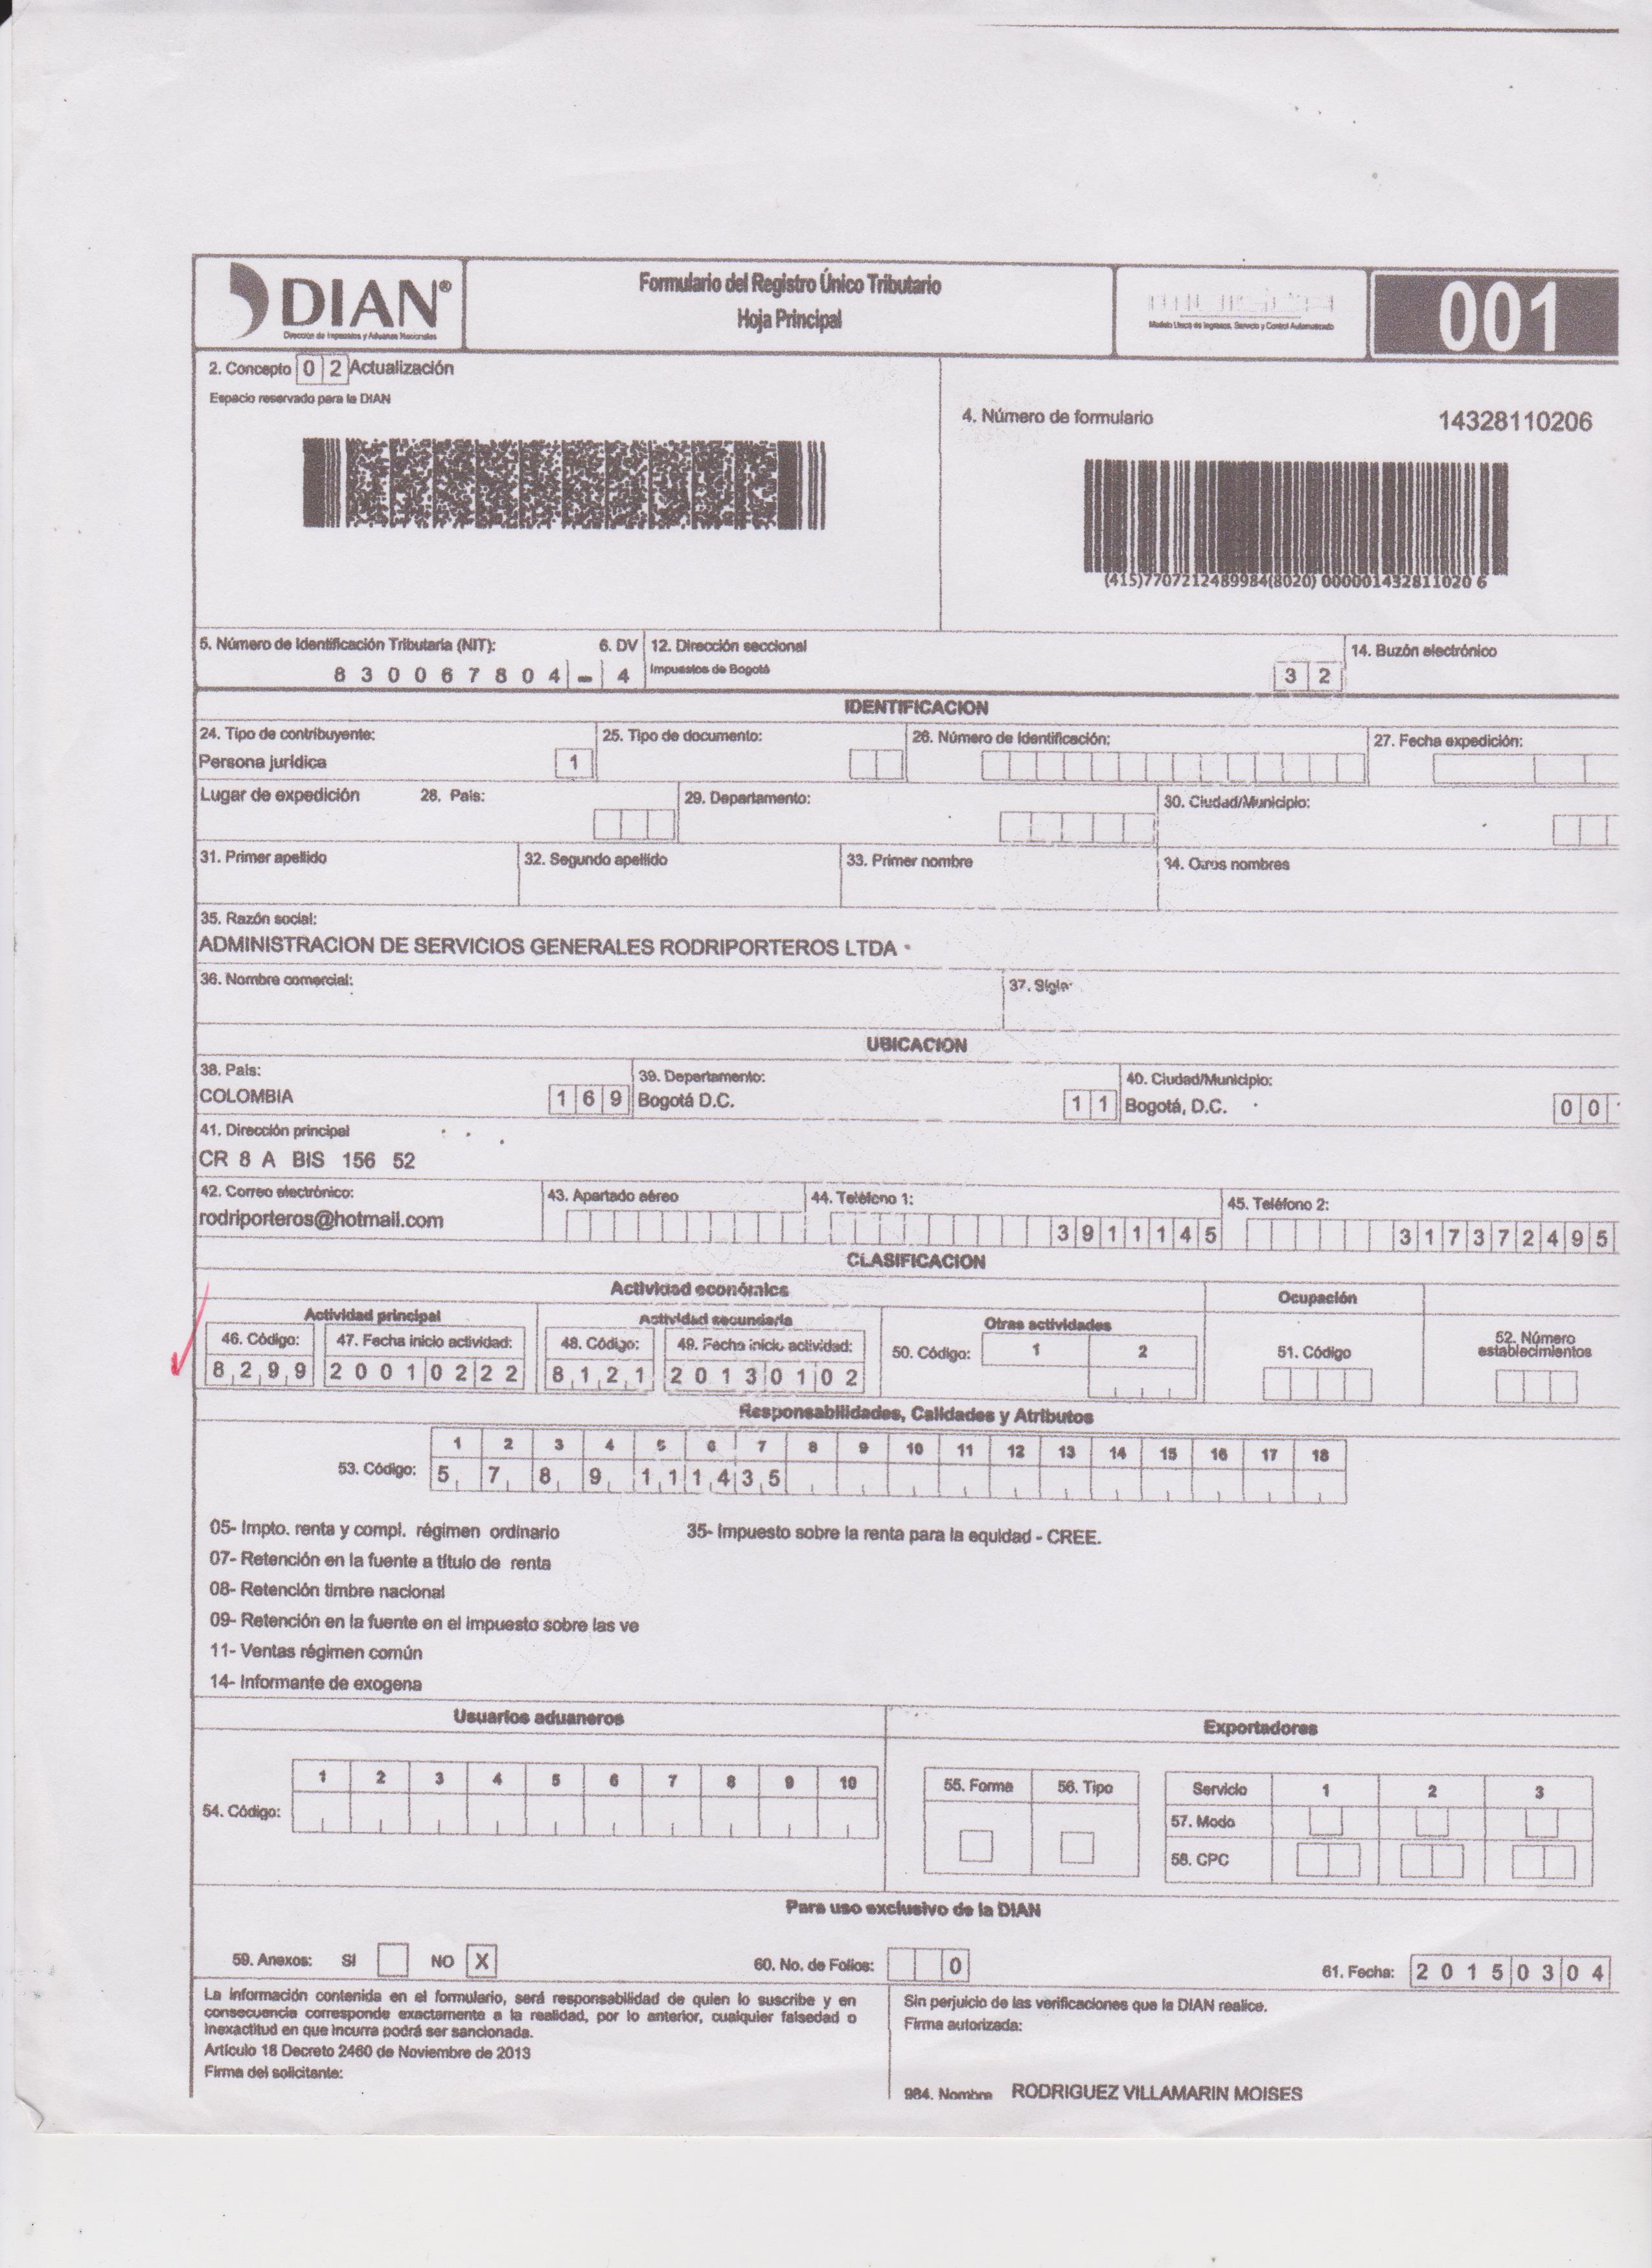 DIAN®
Dirección de Impuestos y Aduanas Nacionales
Formulario del Registro Único Tributario
Hoja Principal
Modelo Unico de Ingresos, Servicio y Control Automatizado
001
2. Concepto 0 2 Actualización
Espacio reservado para la DIAN
4. Número de formulario 14328110206
(415)7707212489984(8020) 000001432811020 6
5. Número de Identificación Tributaria (NIT): 6. DV 12. Dirección seccional 14. Buzón electrónico
8 3 0 0 6 7 8 0 4 - 4 Impuestos de Bogotá 3 2
IDENTIFICACION
24. Tipo de contribuyente: 25. Tipo de documento: 26. Número de Identificación: 27. Fecha expedición:
Persona jurídica 1
Lugar de expedición 28. País: 29. Departamento: 30. Ciudad/Municipio:
31. Primer apellido 32. Segundo apellido 33. Primer nombre 34. Otros nombres
35. Razón social:
ADMINISTRACION DE SERVICIOS GENERALES RODRIPORTEROS LTDA
36. Nombre comercial: 37. Sigla:
UBICACION
38. País: 39. Departamento: 40. Ciudad/Municipio:
COLOMBIA 1 6 9 Bogotá D.C. 1 1 Bogotá, D.C. 0 0
41. Dirección principal
CR 8 A BIS 156 52
42. Correo electrónico: 43. Apartado aéreo 44. Teléfono 1: 45. Teléfono 2:
rodriporteros@hotmail.com 3 9 1 1 1 4 5 3 1 7 3 7 2 4 9 5
CLASIFICACION
Actividad económica Ocupación
Actividad principal Actividad secundaria Otras actividades
46. Código: 47. Fecha inicio actividad: 48. Código: 49. Fecha inicio actividad: 50. Código: 1 2 51. Código 52. Número establecimientos
8 2 9 9 2 0 0 1 0 2 2 2 8 1 2 1 2 0 1 3 0 1 0 2
Responsabilidades, Calidades y Atributos
1 2 3 4 5 6 7 8 9 10 11 12 13 14 15 16 17 18
53. Código: 5 7 8 9 1 1 1 4 3 5
05- Impto. renta y compl. régimen ordinario 35- Impuesto sobre la renta para la equidad - CREE.
07- Retención en la fuente a título de renta
08- Retención timbre nacional
09- Retención en la fuente en el impuesto sobre las ve
11- Ventas régimen común
14- Informante de exogena
Usuarios aduaneros Exportadores
1 2 3 4 5 6 7 8 9 10 55. Forma 56. Tipo Servicio 1 2 3
54. Código: 57. Modo
58. CPC
Para uso exclusivo de la DIAN
59. Anexos: SI NO X 60. No. de Folios: 0 61. Fecha: 2 0 1 5 0 3 0 4
La información contenida en el formulario, será responsabilidad de quien lo suscribe y en
consecuencia corresponde exactamente a la realidad, por lo anterior, cualquier falsedad o
inexactitud en que incurra podrá ser sancionada.
Artículo 18 Decreto 2460 de Noviembre de 2013
Firma del solicitante:
Sin perjuicio de las verificaciones que la DIAN realice.
Firma autorizada:
984. Nombre RODRIGUEZ VILLAMARIN MOISES